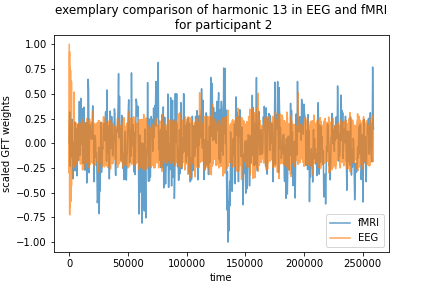 exemplary comparison of harmonic 13 in EEG and fMRI
for participant 2
1.00
0.75
0.50
0.25
0.00
−0.25
−0.50
−0.75
−1.00
scaled GFT weights
fMRI
EEG
0 50000 100000 150000 200000 250000
time